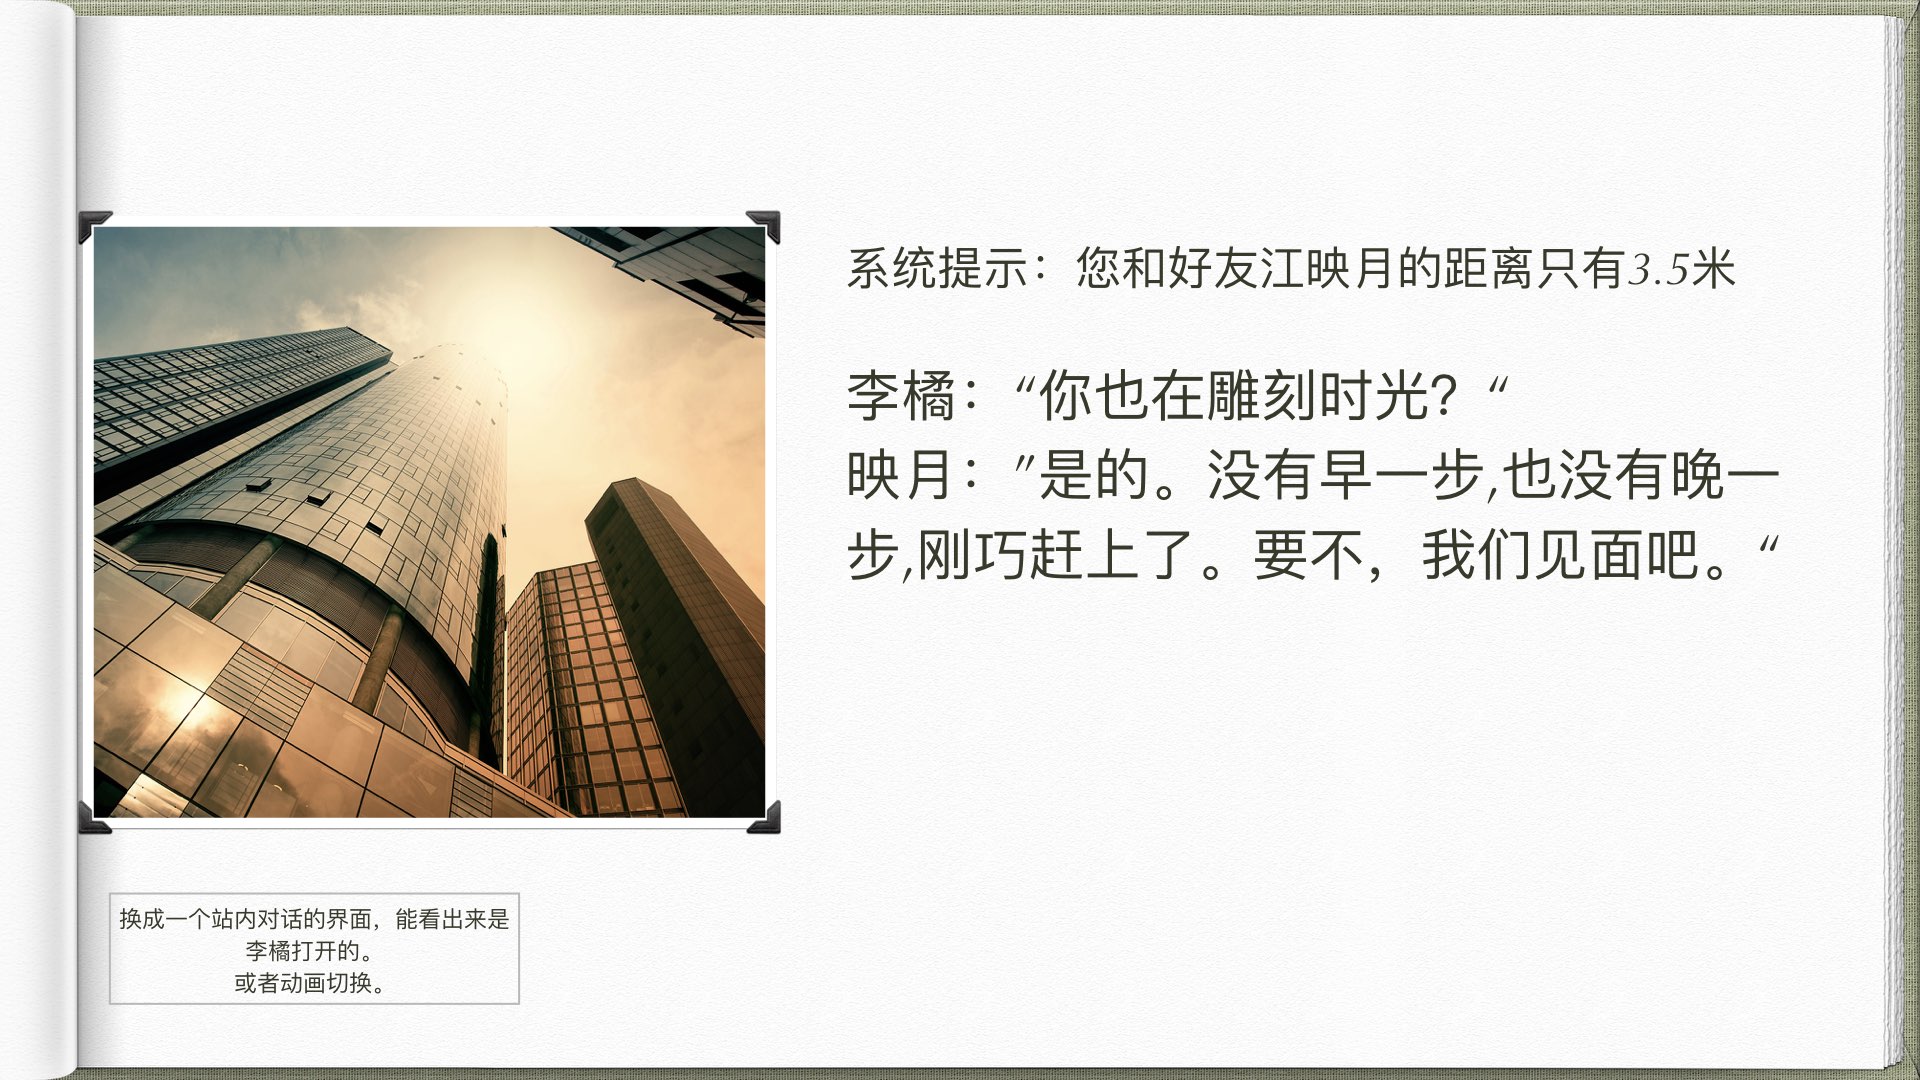 系统提示：您和好友江映月的距离只有3.5米
李橘：“你也在雕刻时光？“
映月：”是的。没有早一步,也没有晚一
步,刚巧赶上了。要不，我们见面吧。“
换成一个站内对话的界面，能看出来是
李橘打开的。
或者动画切换。